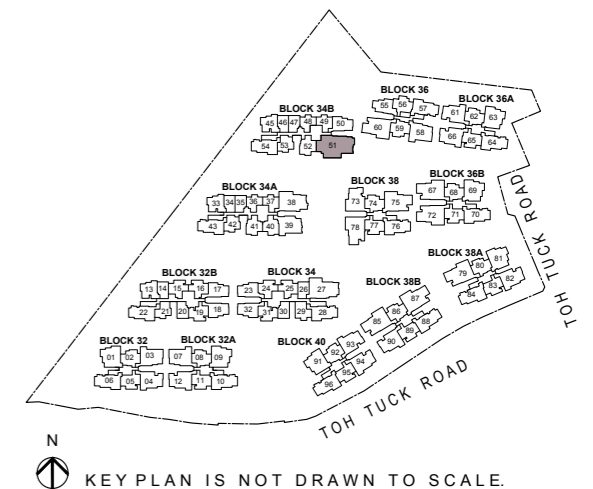 BLOCK 36
55 56 57
60 59 58
BLOCK 36A
61 62 63
66 65 64
BLOCK 34B
45 46 47 48 49 50
54 53 52 51
BLOCK 34A
33 34 35 36 37 38
43 42 41 40 39
BLOCK 38
73 74 75
78 77 76
BLOCK 36B
67 68 69
72 71 70
TOH TUCK ROAD
BLOCK 38A
79 80 81
84 83 82
BLOCK 32B
13 14 15 16 17
22 21 20 19 18
BLOCK 34
23 24 25 26 27
32 31 30 29 28
BLOCK 38B
85 86 87
90 89 88
BLOCK 32
01 02 03
06 05 04
BLOCK 32A
07 08 09
12 11 10
BLOCK 40
91 92 93
96 95 94
TOH TUCK ROAD
N
KEY PLAN IS NOT DRAWN TO SCALE.